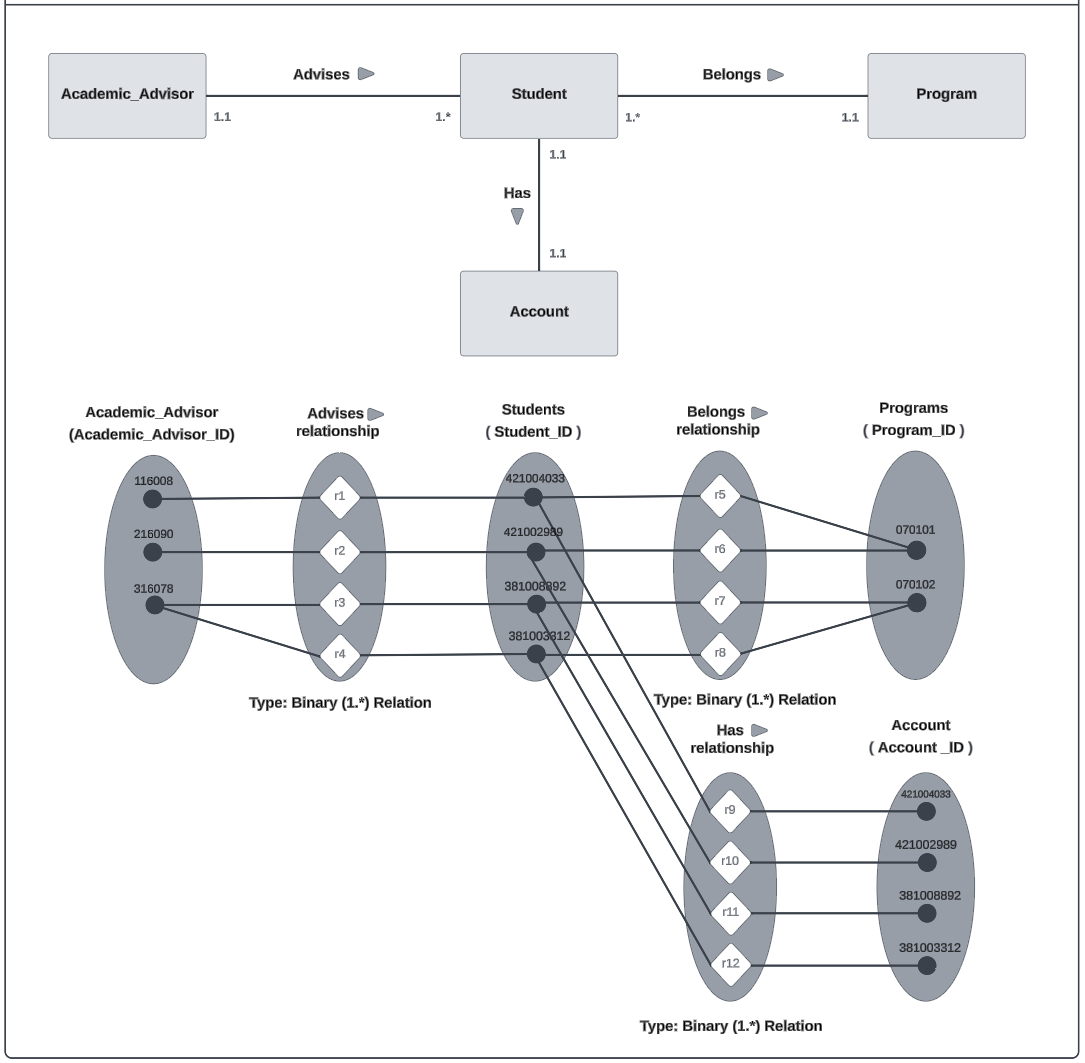 Advises
Belongs
Academic_Advisor
Student
Program
1.1
1.*
1.*
1.1
1.1
Has
1.1
Account
Academic_Advisor
(Academic_Advisor_ID)
Advises
relationship
Students
( Student_ID )
Belongs
relationship
Programs
( Program_ID )
116008
216090
316078
r1
r2
r3
r4
421004033
421002989
381008892
381003312
r5
r6
r7
r8
070101
070102
Type: Binary (1.*) Relation
Type: Binary (1.*) Relation
Has
relationship
Account
( Account _ID )
r9
r10
r11
r12
421004033
421002989
381008892
381003312
Type: Binary (1.*) Relation